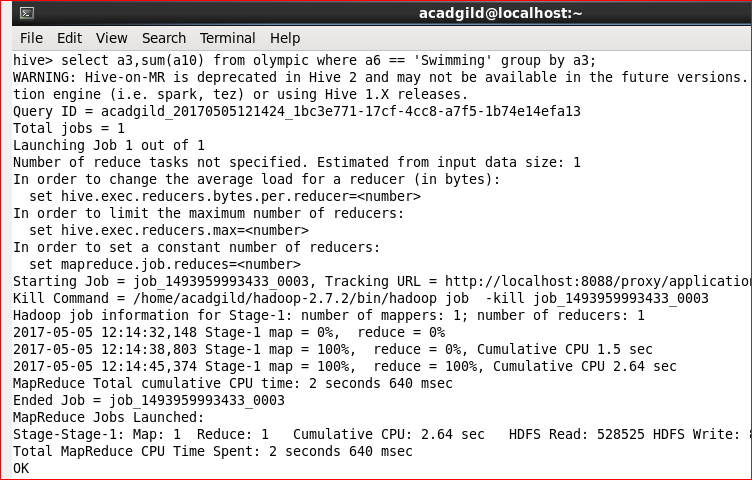 acadgild@localhost:~
File Edit View Search Terminal Help
hive> select a3,sum(a10) from olympic where a6 == 'Swimming' group by a3;
WARNING: Hive-on-MR is deprecated in Hive 2 and may not be available in the future versions.
tion engine (i.e. spark, tez) or using Hive 1.X releases.
Query ID = acadgild_20170505121424_1bc3e771-17cf-4cc8-a7f5-1b74e14efa13
Total jobs = 1
Launching Job 1 out of 1
Number of reduce tasks not specified. Estimated from input data size: 1
In order to change the average load for a reducer (in bytes):
  set hive.exec.reducers.bytes.per.reducer=<number>
In order to limit the maximum number of reducers:
  set hive.exec.reducers.max=<number>
In order to set a constant number of reducers:
  set mapreduce.job.reduces=<number>
Starting Job = job_1493959993433_0003, Tracking URL = http://localhost:8088/proxy/application
Kill Command = /home/acadgild/hadoop-2.7.2/bin/hadoop job  -kill job_1493959993433_0003
Hadoop job information for Stage-1: number of mappers: 1; number of reducers: 1
2017-05-05 12:14:32,148 Stage-1 map = 0%,  reduce = 0%
2017-05-05 12:14:38,803 Stage-1 map = 100%,  reduce = 0%, Cumulative CPU 1.5 sec
2017-05-05 12:14:45,374 Stage-1 map = 100%,  reduce = 100%, Cumulative CPU 2.64 sec
MapReduce Total cumulative CPU time: 2 seconds 640 msec
Ended Job = job_1493959993433_0003
MapReduce Jobs Launched:
Stage-Stage-1: Map: 1  Reduce: 1   Cumulative CPU: 2.64 sec   HDFS Read: 528525 HDFS Write:
Total MapReduce CPU Time Spent: 2 seconds 640 msec
OK